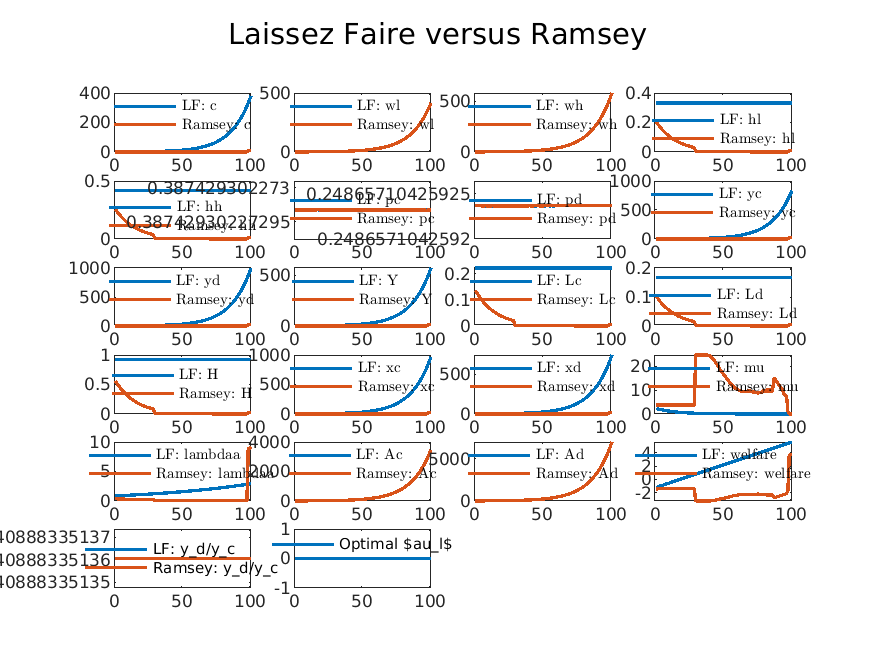 Laissez Faire versus Ramsey
400
200
0
LF: c
Ramsey: c
0 50 100
500
0
LF: wl
Ramsey: wl
0 50 100
500
0
LF: wh
Ramsey: wh
0 50 100
0.4
0.2
0
LF: hl
Ramsey: hl
0 50 100
0.5
0
LF: hh
Ramsey: hh
0 50 100
0.387429302273
0.3874293022729
LF: pc
Ramsey: pc
0 50 100
0.24865710425925
0.2486571042592
LF: pd
Ramsey: pd
0 50 100
1000
500
0
LF: yc
Ramsey: yc
0 50 100
1000
500
0
LF: yd
Ramsey: yd
0 50 100
500
0
LF: Y
Ramsey: Y
0 50 100
0.2
0.1
0
LF: Lc
Ramsey: Lc
0 50 100
0.2
0.1
0
LF: Ld
Ramsey: Ld
0 50 100
1
0.5
0
LF: H
Ramsey: H
0 50 100
1000
500
0
LF: xc
Ramsey: xc
0 50 100
500
0
LF: xd
Ramsey: xd
0 50 100
20
10
0
LF: mu
Ramsey: mu
0 50 100
10
5
0
LF: lambdaa
Ramsey: lambdaa
0 50 100
4000
2000
0
LF: Ac
Ramsey: Ac
0 50 100
5000
0
LF: Ad
Ramsey: Ad
0 50 100
4
2
0
-2
LF: welfare
Ramsey: welfare
0 50 100
40888335137
40888335136
40888335135
LF: y_d/y_c
Ramsey: y_d/y_c
0 50 100
1
0
-1
Optimal $au_l$
0 50 100